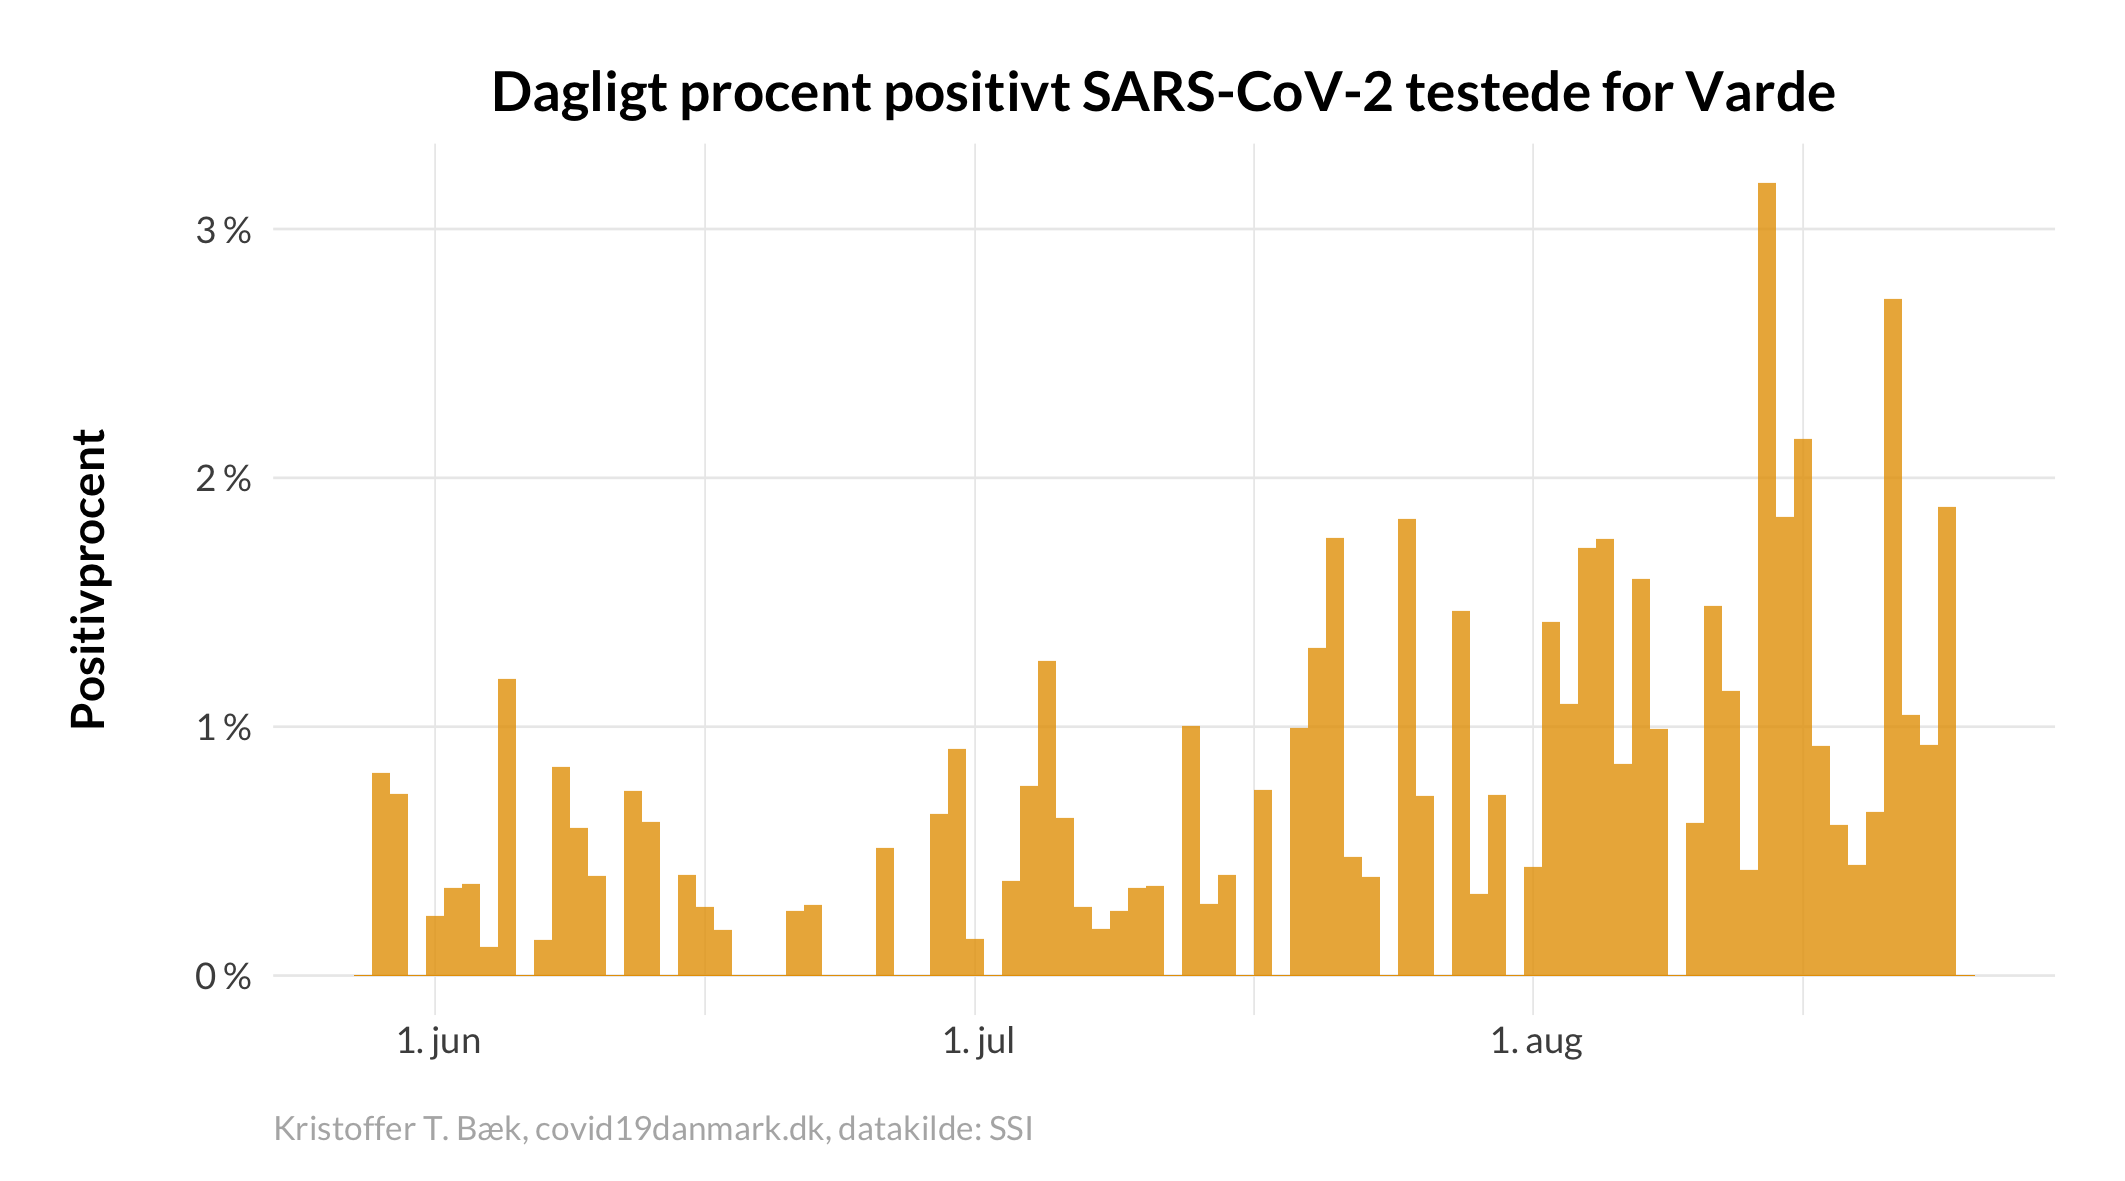 Dagligt procent positivt SARS-CoV-2 testede for Varde
Positivprocent
3 %
2 %
1 %
0 %
1. jun
1. jul
1. aug
Kristoffer T. Bæk, covid19danmark.dk, datakilde: SSI